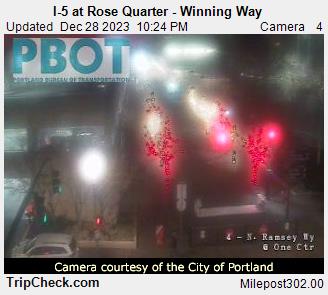 I-5 at Rose Quarter - Winning Way
Updated Dec 28 2023 10:24 PM Camera 4
PBOT
PORTLAND BUREAU OF TRANSPORTATION
4 - N. Ramsey Wy
@ One Ctr
Camera courtesy of the City of Portland
TripCheck.com Milepost302.00